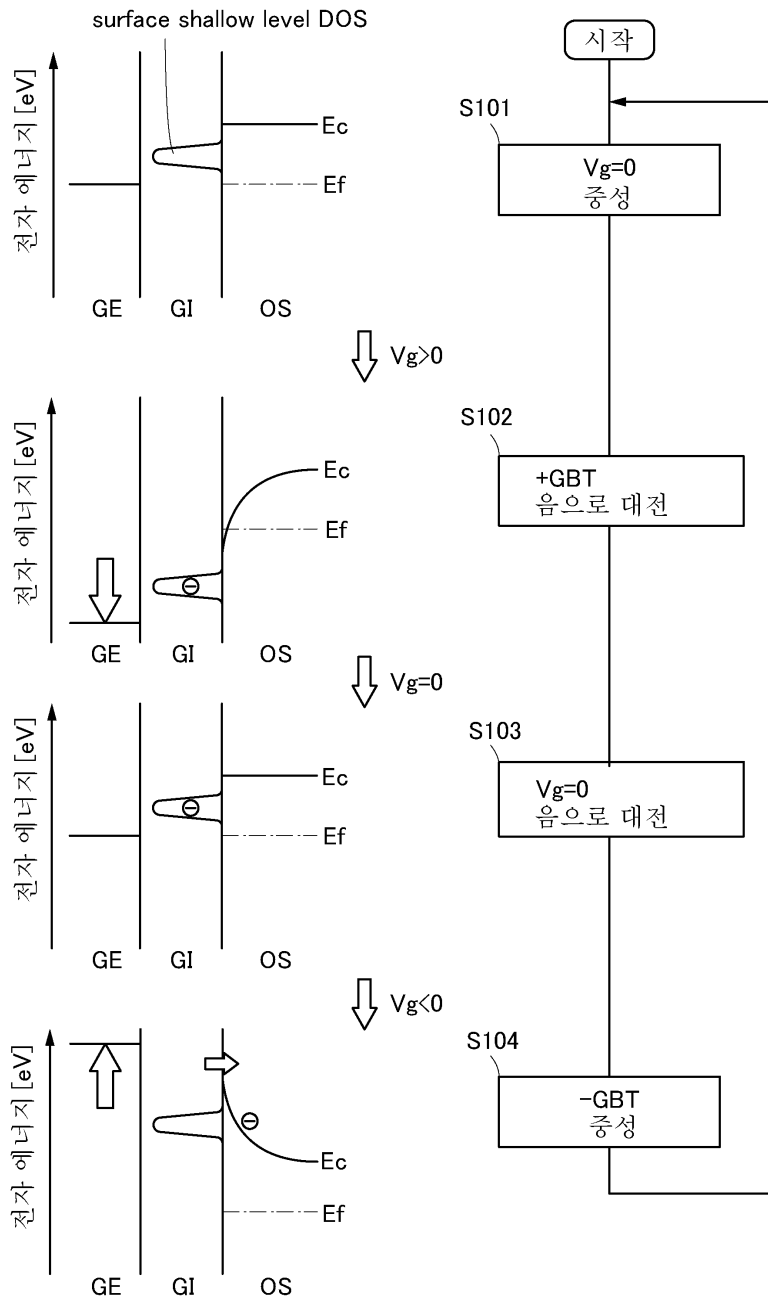 surface shallow level DOS
전자 에너지 [eV]
Ec
Ef
GE GI OS
시작
S101
Vg=0
중성
Vg>0
전자 에너지 [eV]
Ec
Ef
GE GI OS
S102
+GBT
음으로 대전
Vg=0
전자 에너지 [eV]
Ec
Ef
GE GI OS
S103
Vg=0
음으로 대전
Vg<0
전자 에너지 [eV]
Ec
Ef
GE GI OS
S104
-GBT
중성